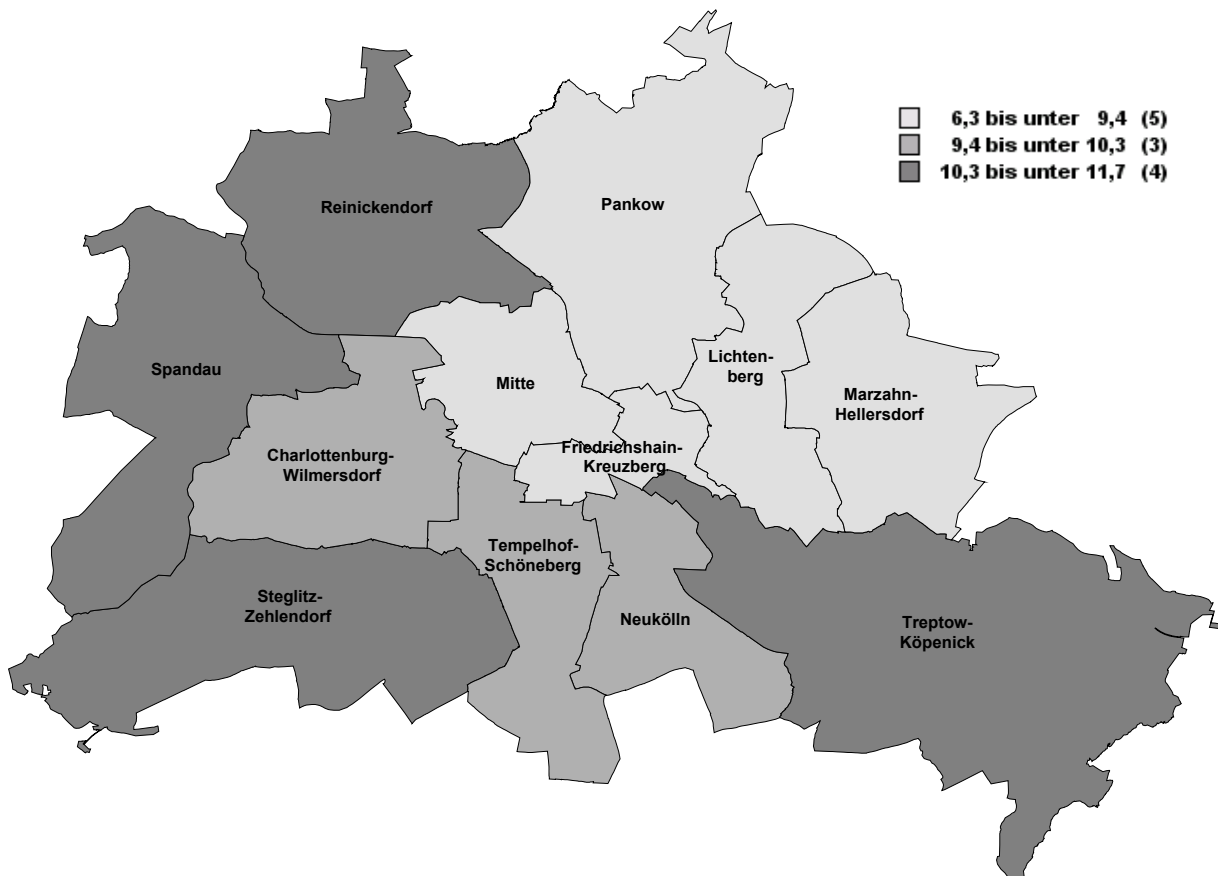 6,3 bis unter 9,4 (5)
9,4 bis unter 10,3 (3)
10,3 bis unter 11,7 (4)
Reinickendorf
Pankow
Spandau
Mitte
Lichten-
berg
Marzahn-
Hellersdorf
Charlottenburg-
Wilmersdorf
Friedrichshain-
Kreuzberg
Tempelhof-
Schöneberg
Steglitz-
Zehlendorf
Neukölln
Treptow-
Köpenick